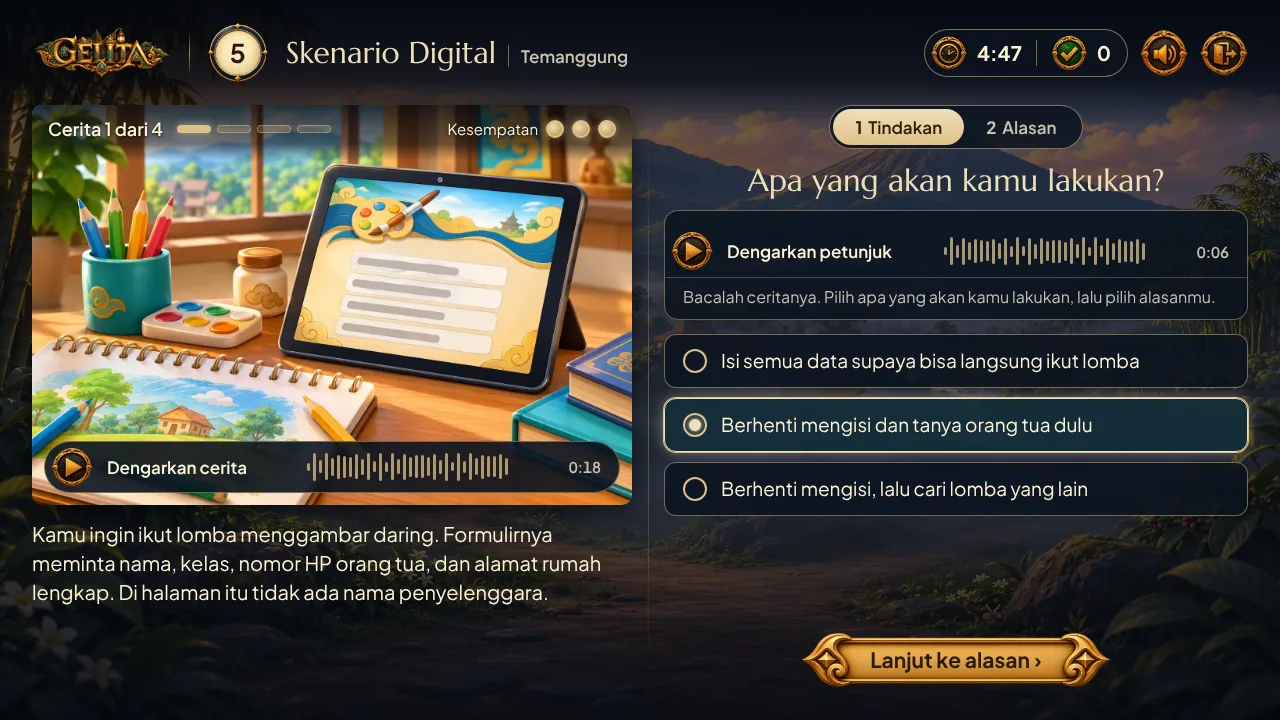 GELITA
5
Skenario Digital
Temanggung
4:47
0
Cerita 1 dari 4
Kesempatan
Dengarkan cerita
0:18
Kamu ingin ikut lomba menggambar daring. Formulirnya
meminta nama, kelas, nomor HP orang tua, dan alamat rumah
lengkap. Di halaman itu tidak ada nama penyelenggara.
1 Tindakan
2 Alasan
Apa yang akan kamu lakukan?
Dengarkan petunjuk
0:06
Bacalah ceritanya. Pilih apa yang akan kamu lakukan, lalu pilih alasanmu.
Isi semua data supaya bisa langsung ikut lomba
Berhenti mengisi dan tanya orang tua dulu
Berhenti mengisi, lalu cari lomba yang lain
Lanjut ke alasan ›